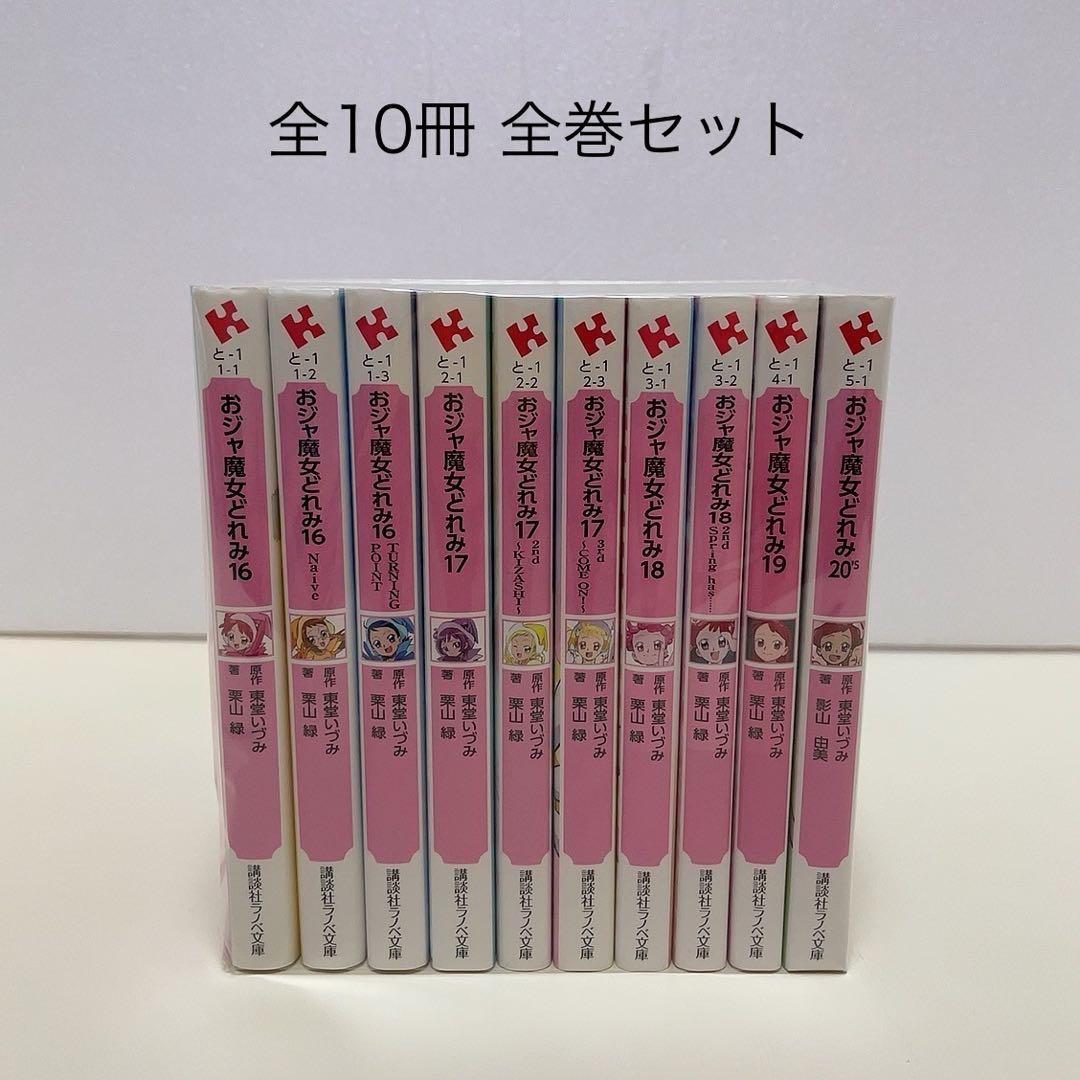 全10冊 全巻セット
と-1
1-1
おジャ魔女どれみ16
原作 東堂いづみ
著 栗山 緑
講談社ラノベ文庫
と-1
1-2
おジャ魔女どれみ16 Na-ive
原作 東堂いづみ
著 栗山 緑
講談社ラノベ文庫
と-1
1-3
おジャ魔女どれみ16 TURNING
POINT
原作 東堂いづみ
著 栗山 緑
講談社ラノベ文庫
と-1
2-1
おジャ魔女どれみ17
原作 東堂いづみ
著 栗山 緑
講談社ラノベ文庫
と-1
2-2
おジャ魔女どれみ17 2nd
~KIZASHI~
原作 東堂いづみ
著 栗山 緑
講談社ラノベ文庫
と-1
2-3
おジャ魔女どれみ17 3rd
~COME ON!~
原作 東堂いづみ
著 栗山 緑
講談社ラノベ文庫
と-1
3-1
おジャ魔女どれみ18
原作 東堂いづみ
著 栗山 緑
講談社ラノベ文庫
と-1
3-2
おジャ魔女どれみ18 2nd
Spring has......
原作 東堂いづみ
著 栗山 緑
講談社ラノベ文庫
と-1
4-1
おジャ魔女どれみ19
原作 東堂いづみ
著 栗山 緑
講談社ラノベ文庫
と-1
5-1
おジャ魔女どれみ20's
原作 東堂いづみ
著 影山 由美
講談社ラノベ文庫